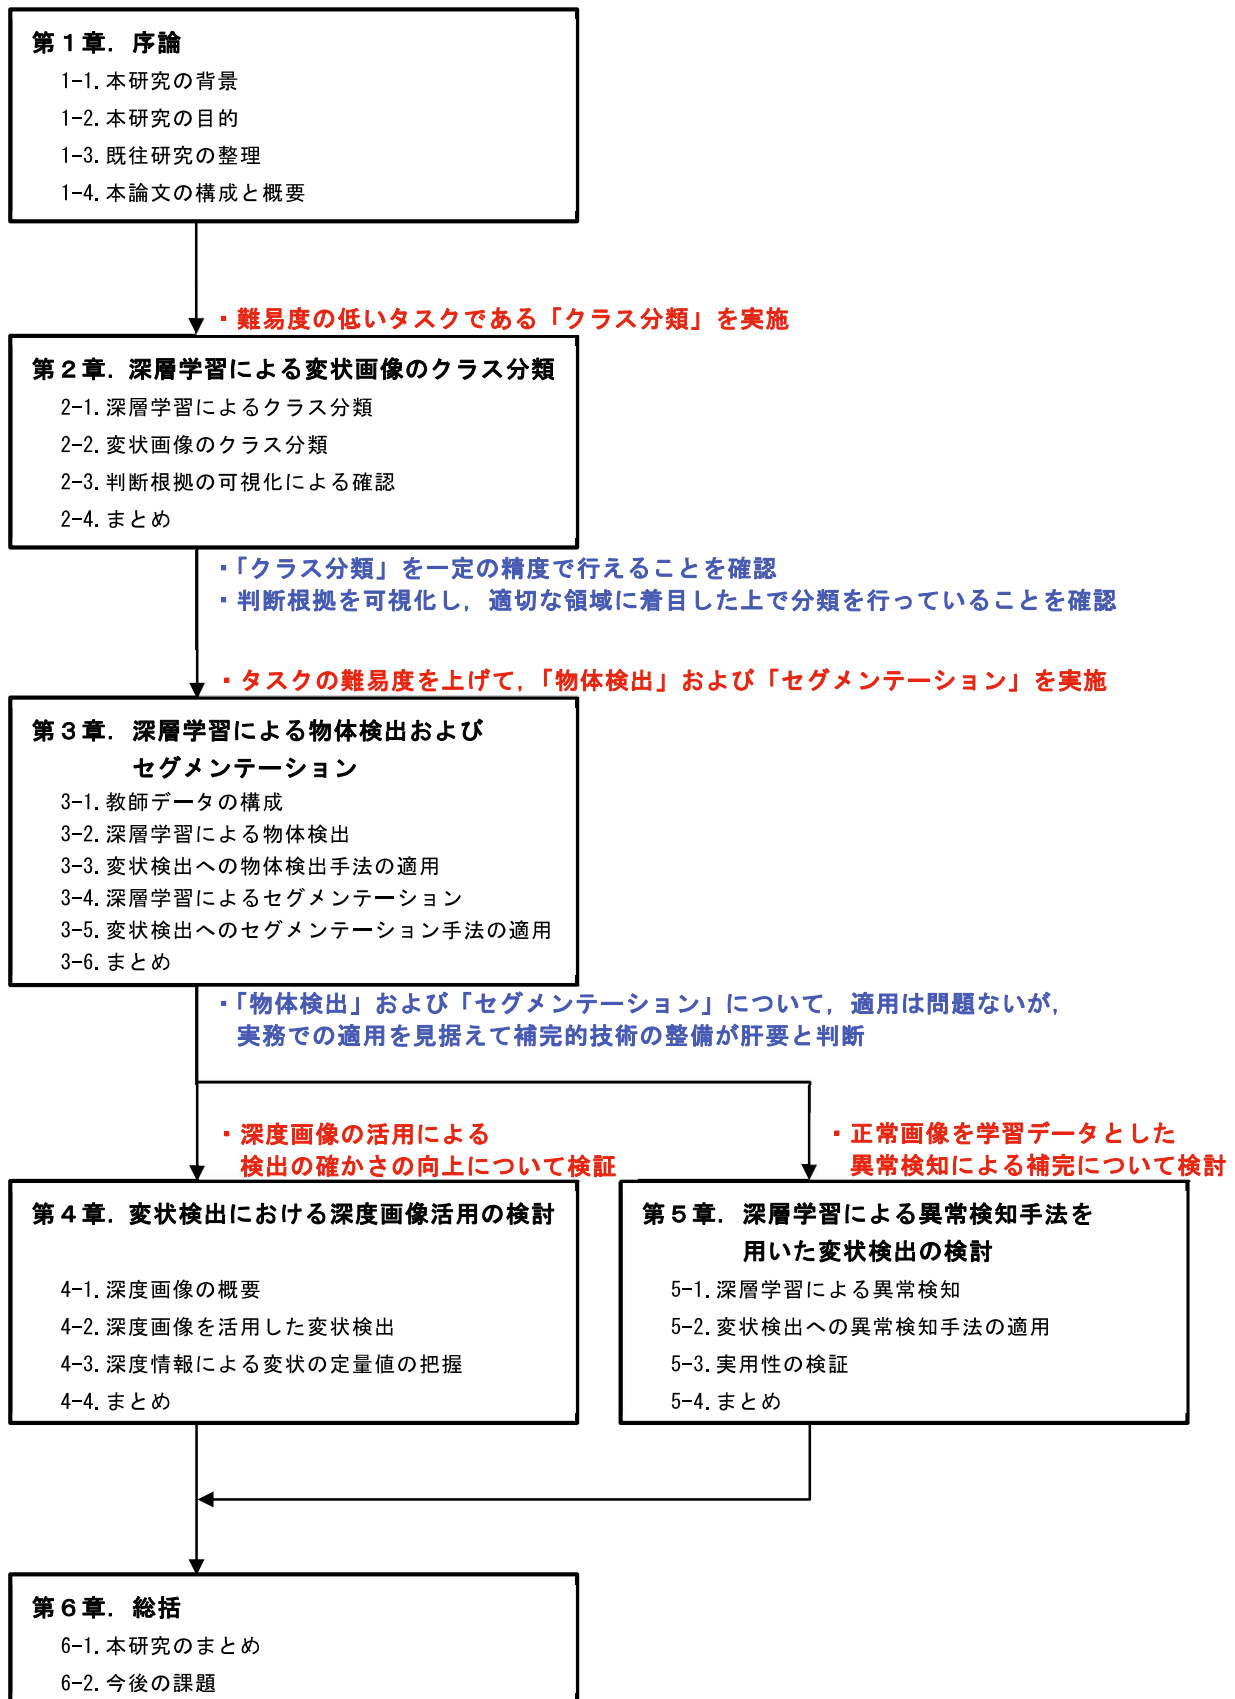 第１章．序論
1-1.本研究の背景
1-2.本研究の目的
1-3.既往研究の整理
1-4.本論文の構成と概要
・難易度の低いタスクである「クラス分類」を実施
第２章．深層学習による変状画像のクラス分類
2-1.深層学習によるクラス分類
2-2.変状画像のクラス分類
2-3.判断根拠の可視化による確認
2-4.まとめ
・「クラス分類」を一定の精度で行えることを確認
・判断根拠を可視化し，適切な領域に着目した上で分類を行っていることを確認
・タスクの難易度を上げて，「物体検出」および「セグメンテーション」を実施
第３章．深層学習による物体検出および
セグメンテーション
3-1.教師データの構成
3-2.深層学習による物体検出
3-3.変状検出への物体検出手法の適用
3-4.深層学習によるセグメンテーション
3-5.変状検出へのセグメンテーション手法の適用
3-6.まとめ
・「物体検出」および「セグメンテーション」について，適用は問題ないが，
実務での適用を見据えて補完的技術の整備が肝要と判断
・深度画像の活用による
検出の確かさの向上について検証
・正常画像を学習データとした
異常検知による補完について検討
第４章．変状検出における深度画像活用の検討
4-1.深度画像の概要
4-2.深度画像を活用した変状検出
4-3.深度情報による変状の定量値の把握
4-4.まとめ
第５章．深層学習による異常検知手法を
用いた変状検出の検討
5-1.深層学習による異常検知
5-2.変状検出への異常検知手法の適用
5-3.実用性の検証
5-4.まとめ
第６章．総括
6-1.本研究のまとめ
6-2.今後の課題